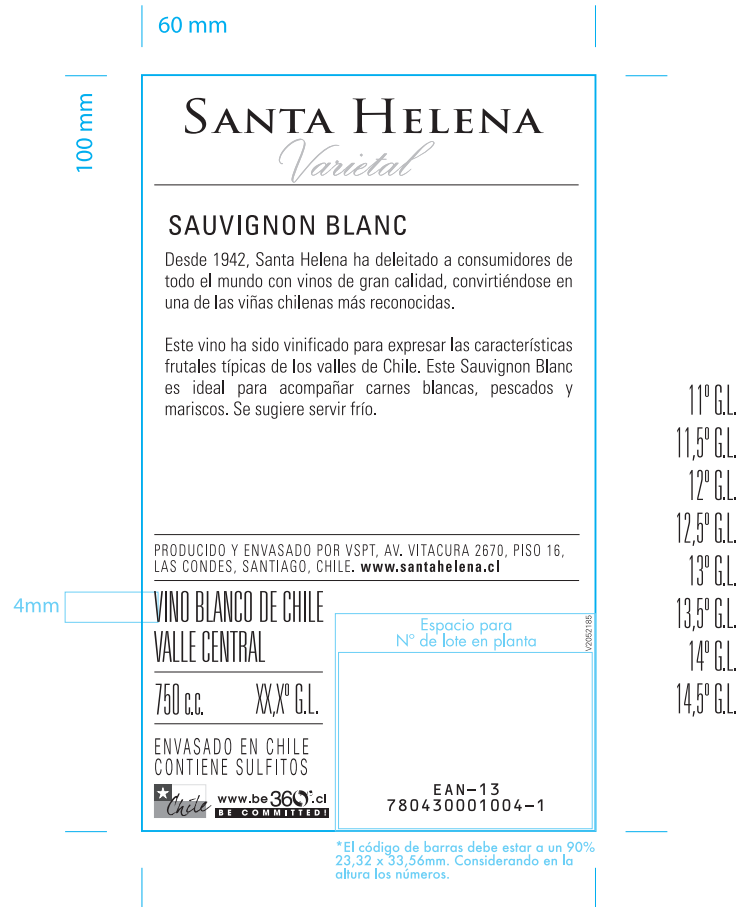 60 mm
100 mm
SANTA HELENA
Varietal
SAUVIGNON BLANC
Desde 1942, Santa Helena ha deleitado a consumidores de
todo el mundo con vinos de gran calidad, convirtiéndose en
una de las viñas chilenas más reconocidas.
Este vino ha sido vinificado para expresar las características
frutales típicas de los valles de Chile. Este Sauvignon Blanc
es ideal para acompañar carnes blancas, pescados y
mariscos. Se sugiere servir frío.
11º G.L.
11,5º G.L.
12º G.L.
12,5º G.L.
13º G.L.
13,5º G.L.
14º G.L.
14,5º G.L.
PRODUCIDO Y ENVASADO POR VSPT, AV. VITACURA 2670, PISO 16,
LAS CONDES, SANTIAGO, CHILE. www.santahelena.cl
4mm
VINO BLANCO DE CHILE
VALLE CENTRAL
750 c.c. XX,Xº G.L.
ENVASADO EN CHILE
CONTIENE SULFITOS
Chile
www.be360°.cl
BE COMMITTED!
Espacio para
Nº de lote en planta
V2052185
EAN-13
780430001004-1
*El código de barras debe estar a un 90%
23,32 x 33,56mm. Considerando en la
altura los números.